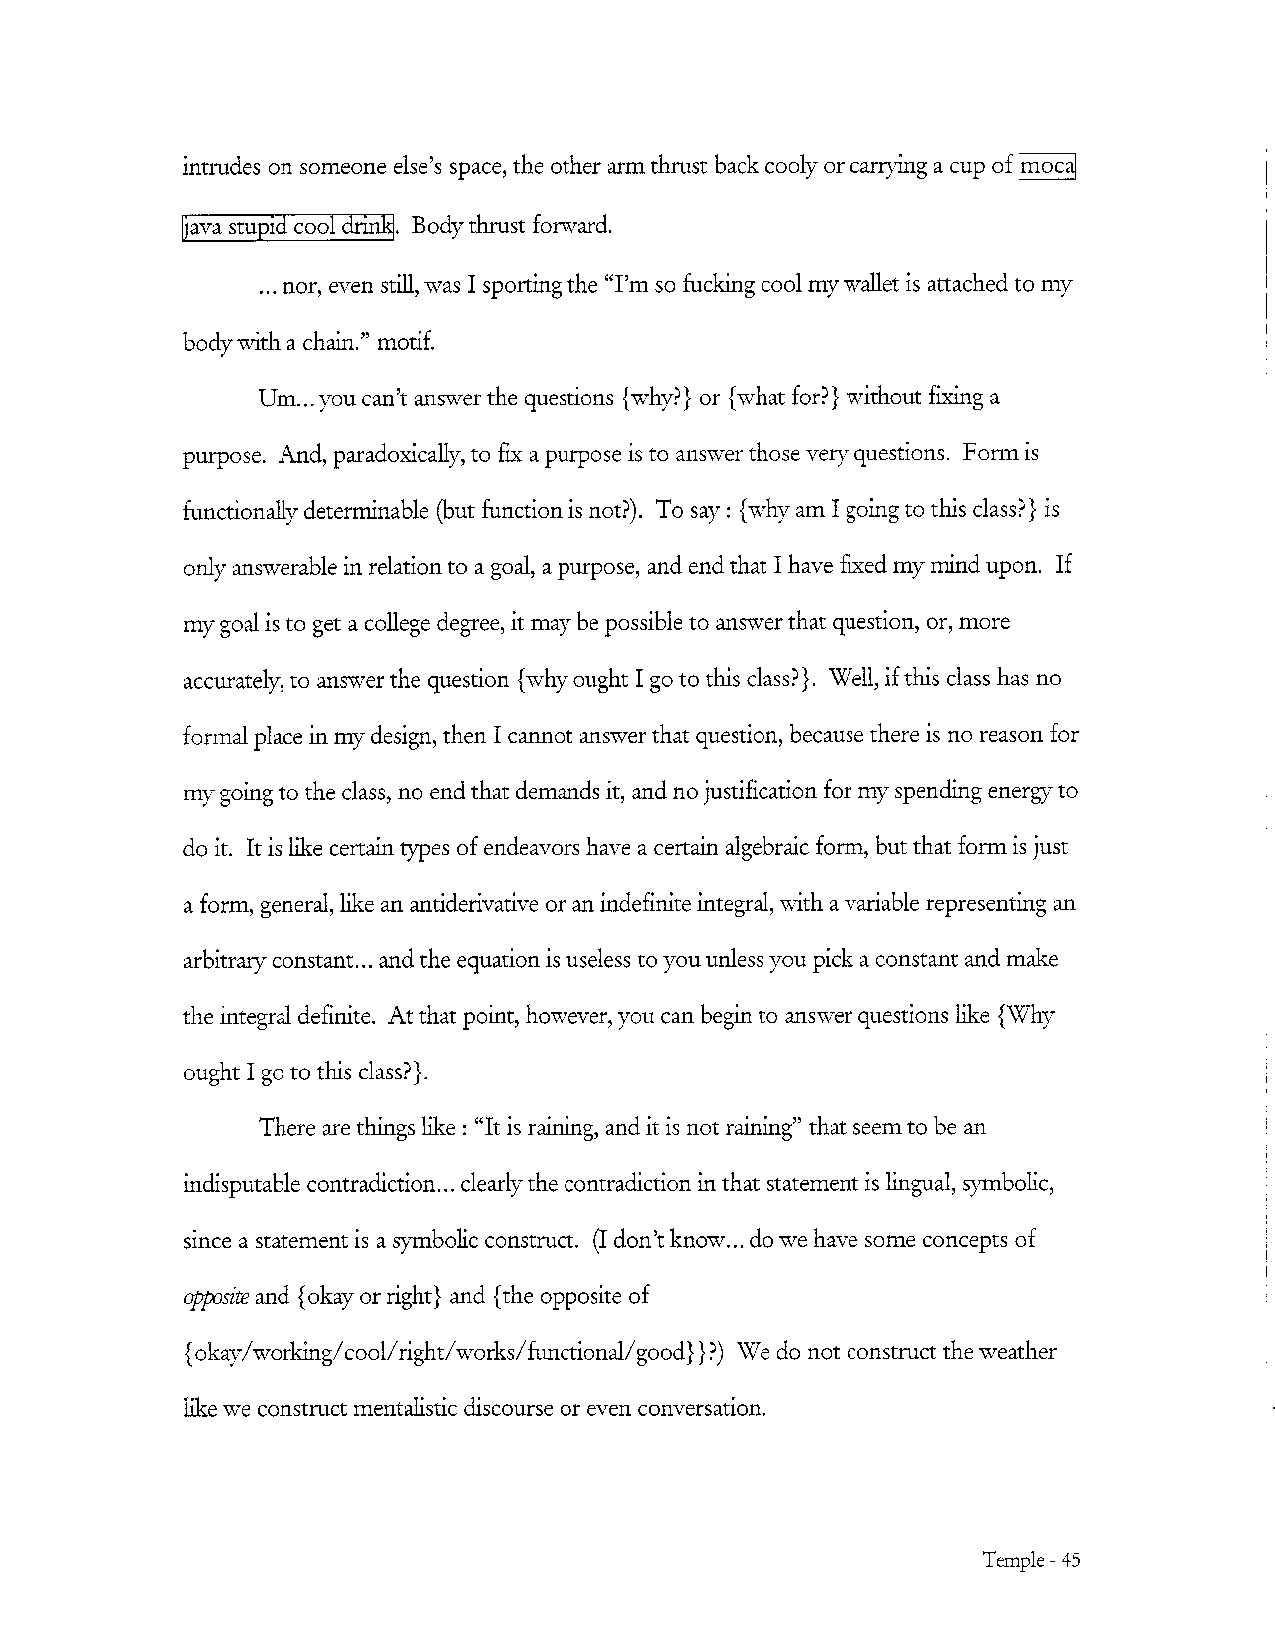 intrudes on someone else's space, the other arm thrust back cooly or carrying a cup of moca
java stupid cool drink. Body thrust forward.
... nor, even still, was I sporting the “I'm so fucking cool my wallet is attached to my
body with a chain.” motif.
Um... you can't answer the questions {why?} or {what for?} without fixing a
purpose. And, paradoxically, to fix a purpose is to answer those very questions. Form is
functionally determinable (but function is not?). To say : {why am I going to this class?} is
only answerable in relation to a goal, a purpose, and end that I have fixed my mind upon. If
my goal is to get a college degree, it may be possible to answer that question, or, more
accurately, to answer the question {why ought I go to this class?}. Well, if this class has no
formal place in my design, then I cannot answer that question, because there is no reason for
my going to the class, no end that demands it, and no justification for my spending energy to
do it. It is like certain types of endeavors have a certain algebraic form, but that form is just
a form, general, like an antiderivative or an indefinite integral, with a variable representing an
arbitrary constant... and the equation is useless to you unless you pick a constant and make
the integral definite. At that point, however, you can begin to answer questions like {Why
ought I go to this class?}.
There are things like : “It is raining, and it is not raining” that seem to be an
indisputable contradiction... clearly the contradiction in that statement is lingual, symbolic,
since a statement is a symbolic construct. (I don't know... do we have some concepts of
opposite and {okay or right} and {the opposite of
{okay/working/cool/right/works/functional/good}}?) We do not construct the weather
like we construct mentalistic discourse or even conversation.
Temple - 45